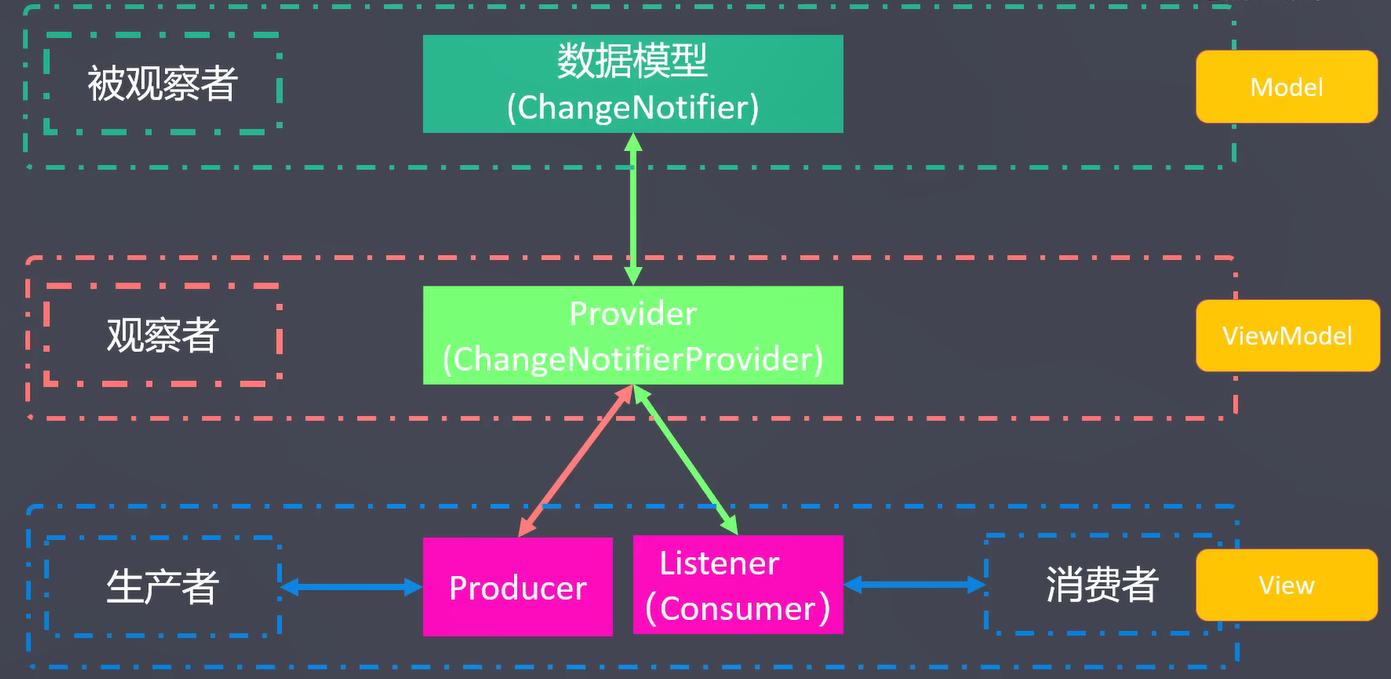 被观察者
数据模型
(ChangeNotifier)
Model
观察者
Provider
(ChangeNotifierProvider)
ViewModel
生产者
Producer
Listener
（Consumer）
消费者
View